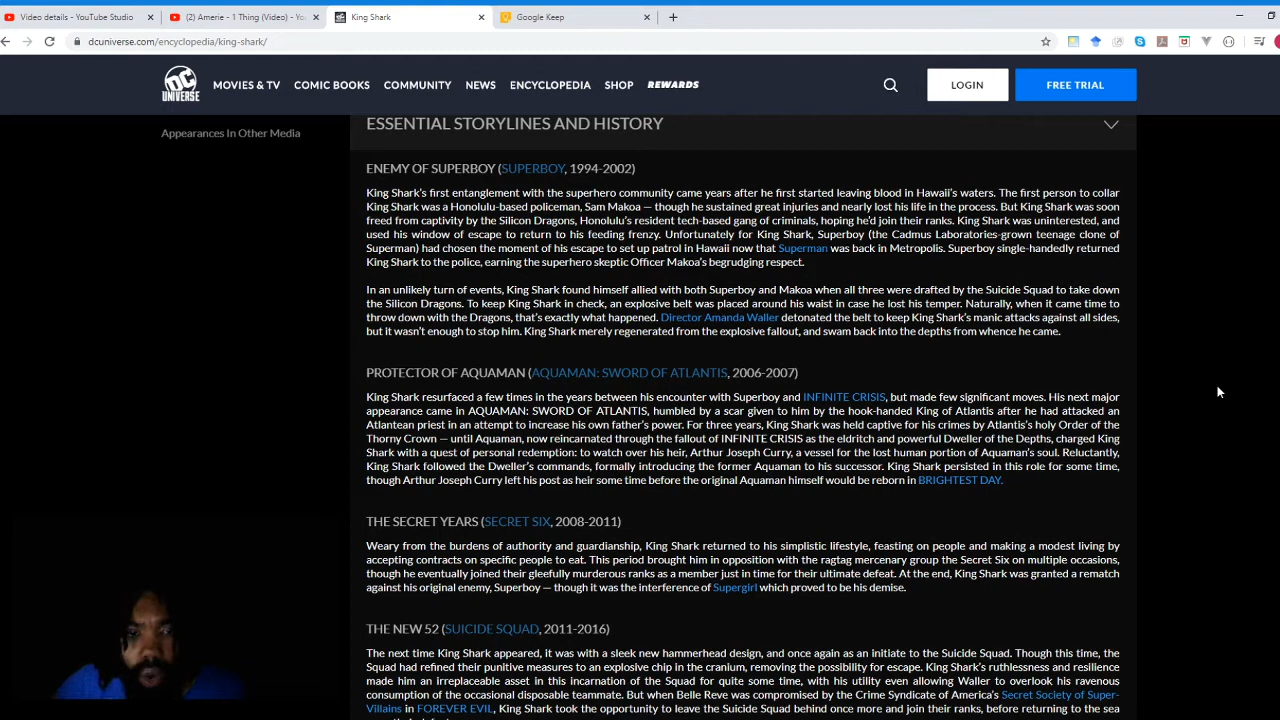 Video details - YouTube Studio
(2) Amerie - 1 Thing (Video) - Yo
King Shark
Google Keep
dcuniverse.com/encyclopedia/king-shark/
DC UNIVERSE
MOVIES & TV COMIC BOOKS COMMUNITY NEWS ENCYCLOPEDIA SHOP REWARDS
LOGIN
FREE TRIAL
Appearances In Other Media
ESSENTIAL STORYLINES AND HISTORY
ENEMY OF SUPERBOY (SUPERBOY, 1994-2002)
King Shark's first entanglement with the superhero community came years after he first started leaving blood in Hawaii's waters. The first person to collar
King Shark was a Honolulu-based policeman, Sam Makoa — though he sustained great injuries and nearly lost his life in the process. But King Shark was soon
freed from captivity by the Silicon Dragons, Honolulu's resident tech-based gang of criminals, hoping he'd join their ranks. King Shark was uninterested, and
used his window of escape to return to his feeding frenzy. Unfortunately for King Shark, Superboy (the Cadmus Laboratories-grown teenage clone of
Superman) had chosen the moment of his escape to set up patrol in Hawaii now that Superman was back in Metropolis. Superboy single-handedly returned
King Shark to the police, earning the superhero skeptic Officer Makoa's begrudging respect.
In an unlikely turn of events, King Shark found himself allied with both Superboy and Makoa when all three were drafted by the Suicide Squad to take down
the Silicon Dragons. To keep King Shark in check, an explosive belt was placed around his waist in case he lost his temper. Naturally, when it came time to
throw down with the Dragons, that's exactly what happened. Director Amanda Waller detonated the belt to keep King Shark's manic attacks against all sides,
but it wasn't enough to stop him. King Shark merely regenerated from the explosive fallout, and swam back into the depths from whence he came.
PROTECTOR OF AQUAMAN (AQUAMAN: SWORD OF ATLANTIS, 2006-2007)
King Shark resurfaced a few times in the years between his encounter with Superboy and INFINITE CRISIS, but made few significant moves. His next major
appearance came in AQUAMAN: SWORD OF ATLANTIS, humbled by a scar given to him by the hook-handed King of Atlantis after he had attacked an
Atlantean priest in an attempt to increase his own father's power. For three years, King Shark was held captive for his crimes by Atlantis's holy Order of the
Thorny Crown — until Aquaman, now reincarnated through the fallout of INFINITE CRISIS as the eldritch and powerful Dweller of the Depths, charged King
Shark with a quest of personal redemption: to watch over his heir, Arthur Joseph Curry, a vessel for the lost human portion of Aquaman's soul. Reluctantly,
King Shark followed the Dweller's commands, formally introducing the former Aquaman to his successor. King Shark persisted in this role for some time,
though Arthur Joseph Curry left his post as heir some time before the original Aquaman himself would be reborn in BRIGHTEST DAY.
THE SECRET YEARS (SECRET SIX, 2008-2011)
Weary from the burdens of authority and guardianship, King Shark returned to his simplistic lifestyle, feasting on people and making a modest living by
accepting contracts on specific people to eat. This period brought him in opposition with the ragtag mercenary group the Secret Six on multiple occasions,
though he eventually joined their gleefully murderous ranks as a member just in time for their ultimate defeat. At the end, King Shark was granted a rematch
against his original enemy, Superboy — though it was the interference of Supergirl which proved to be his demise.
THE NEW 52 (SUICIDE SQUAD, 2011-2016)
The next time King Shark appeared, it was with a sleek new hammerhead design, and once again as an initiate to the Suicide Squad. Though this time, the
Squad had refined their punitive measures to an explosive chip in the cranium, removing the possibility for escape. King Shark's ruthlessness and resilience
made him an irreplaceable asset in this incarnation of the Squad for quite some time, with his utility even allowing Waller to overlook his ravenous
consumption of the occasional disposable teammate. But when Belle Reve was compromised by the Crime Syndicate of America's Secret Society of Super-
Villains in FOREVER EVIL, King Shark took the opportunity to leave the Suicide Squad behind once more and join their ranks, before returning to the sea